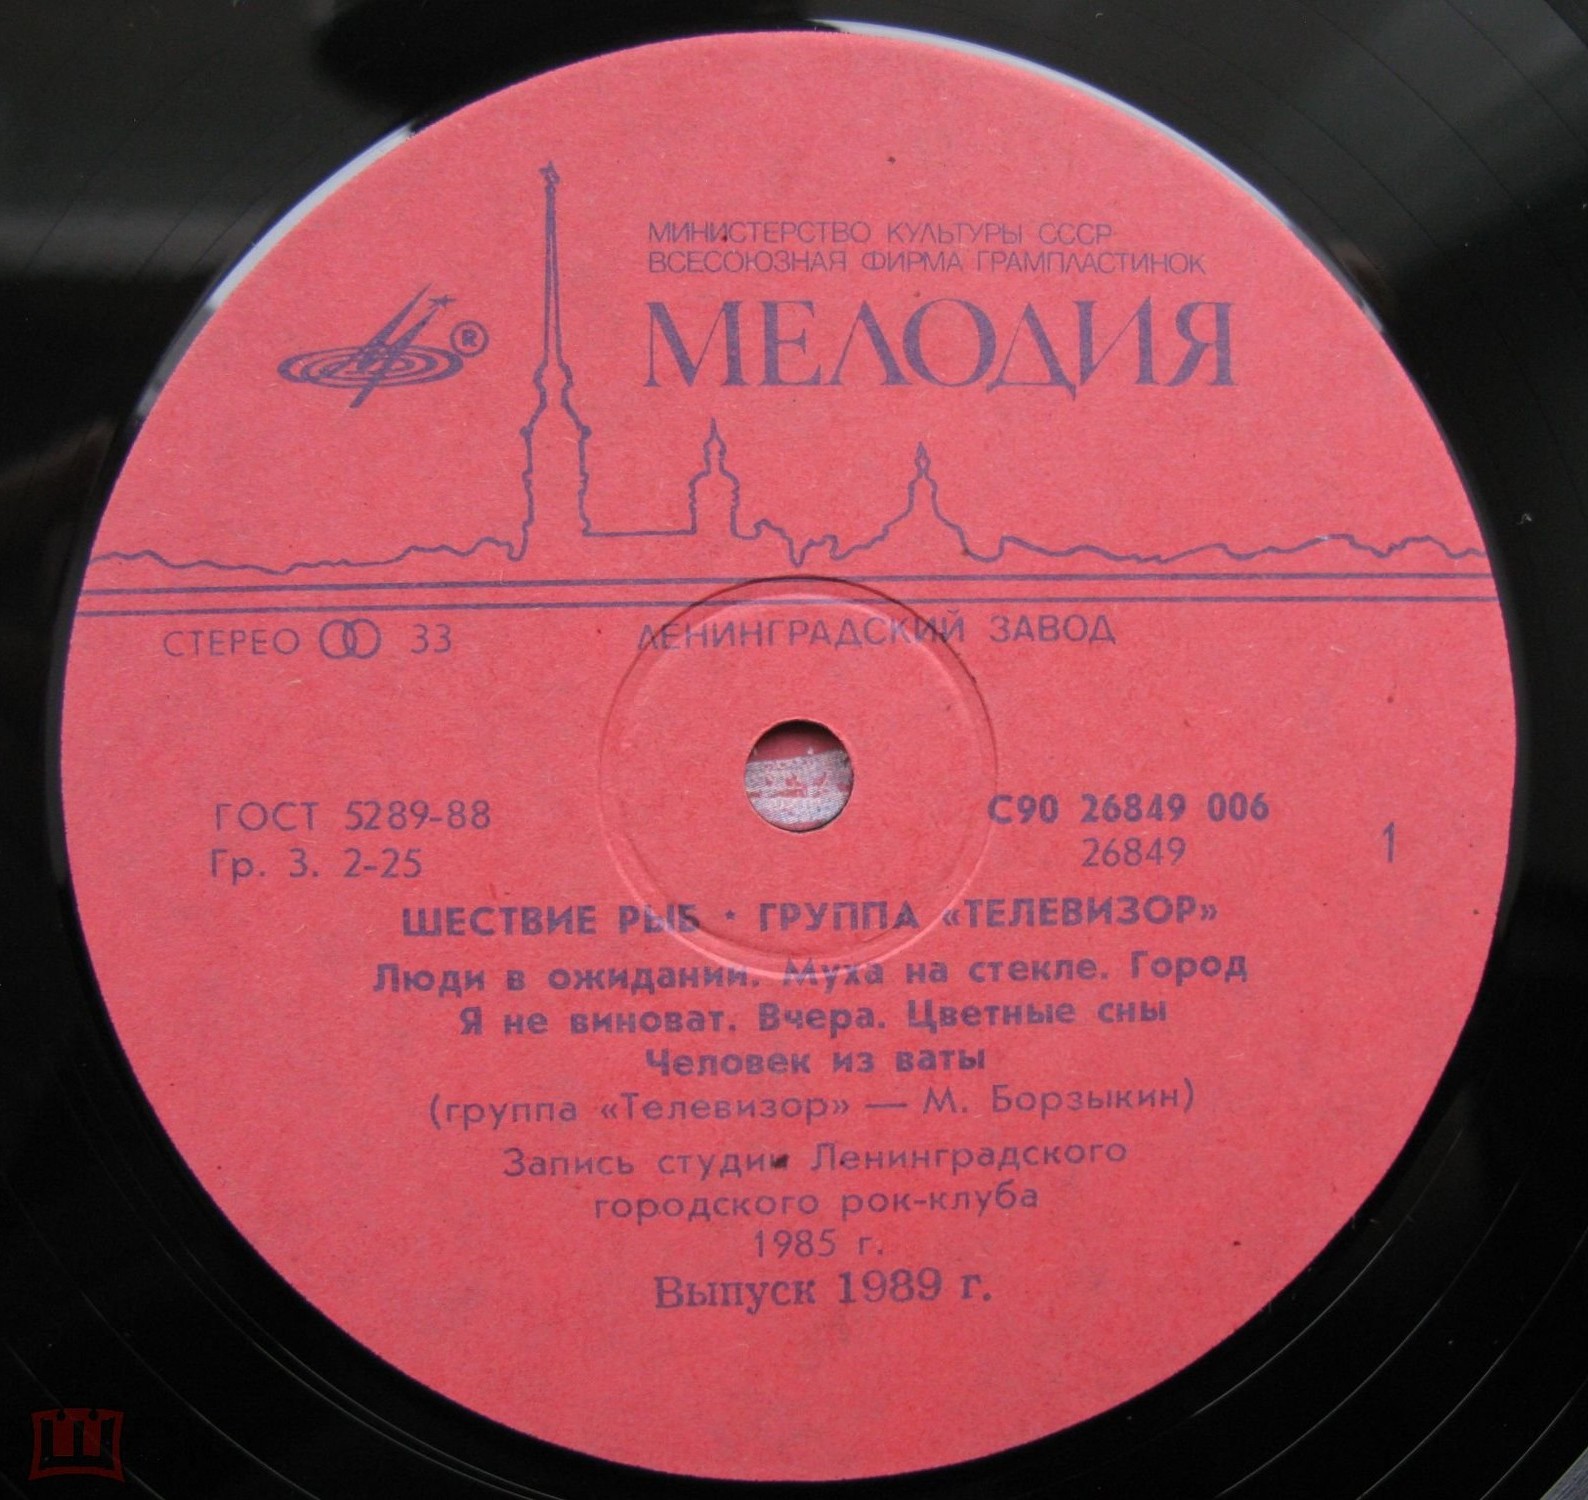 МИНИСТЕРСТВО КУЛЬТУРЫ СССР
ВСЕСОЮЗНАЯ ФИРМА ГРАМПЛАСТИНОК
®
МЕЛОДИЯ
СТЕРЕО 33
ЛЕНИНГРАДСКИЙ ЗАВОД
ГОСТ 5289-88
Гр. 3. 2-25
С90 26849 006
26849
1
ШЕСТВИЕ РЫБ · ГРУППА «ТЕЛЕВИЗОР»
Люди в ожидании. Муха на стекле. Город
Я не виноват. Вчера. Цветные сны
Человек из ваты
(группа «Телевизор» — М. Борзыкин)
Запись студии Ленинградского
городского рок-клуба
1985 г.
Выпуск 1989 г.